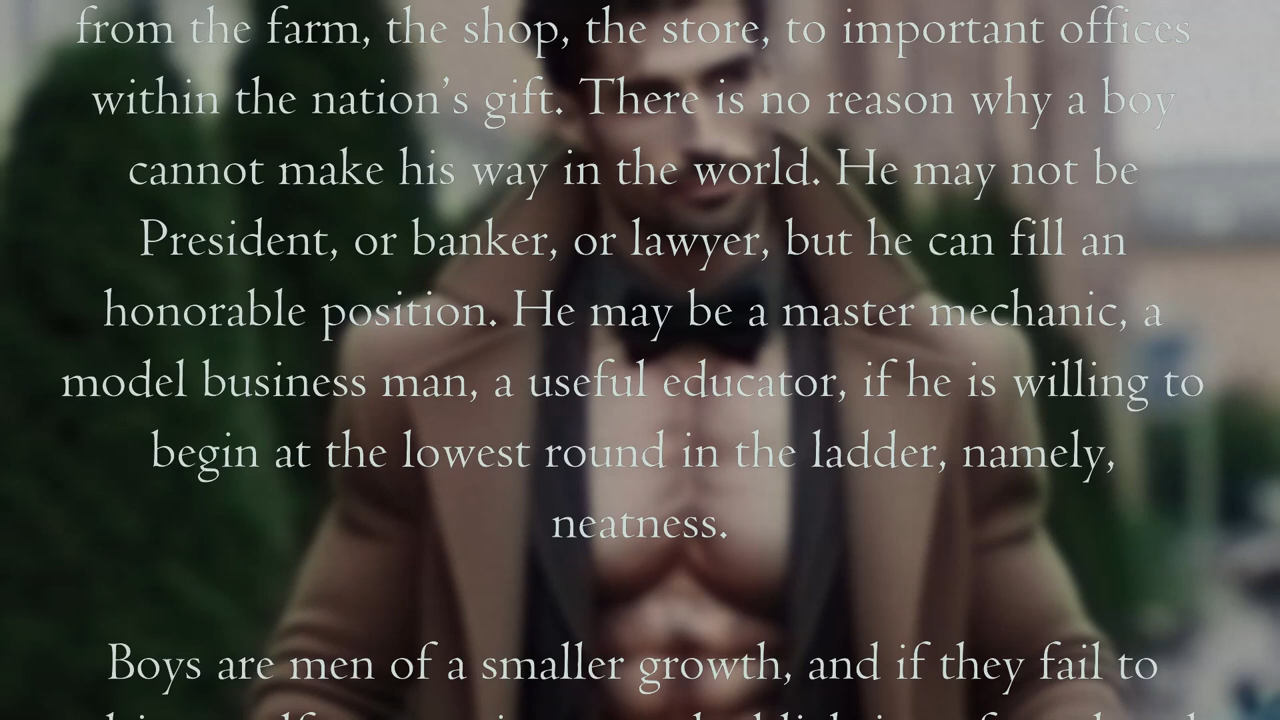 from the farm, the shop, the store, to important offices
within the nation’s gift. There is no reason why a boy
cannot make his way in the world. He may not be
President, or banker, or lawyer, but he can fill an
honorable position. He may be a master mechanic, a
model business man, a useful educator, if he is willing to
begin at the lowest round in the ladder, namely,
neatness.
Boys are men of a smaller growth, and if they fail to